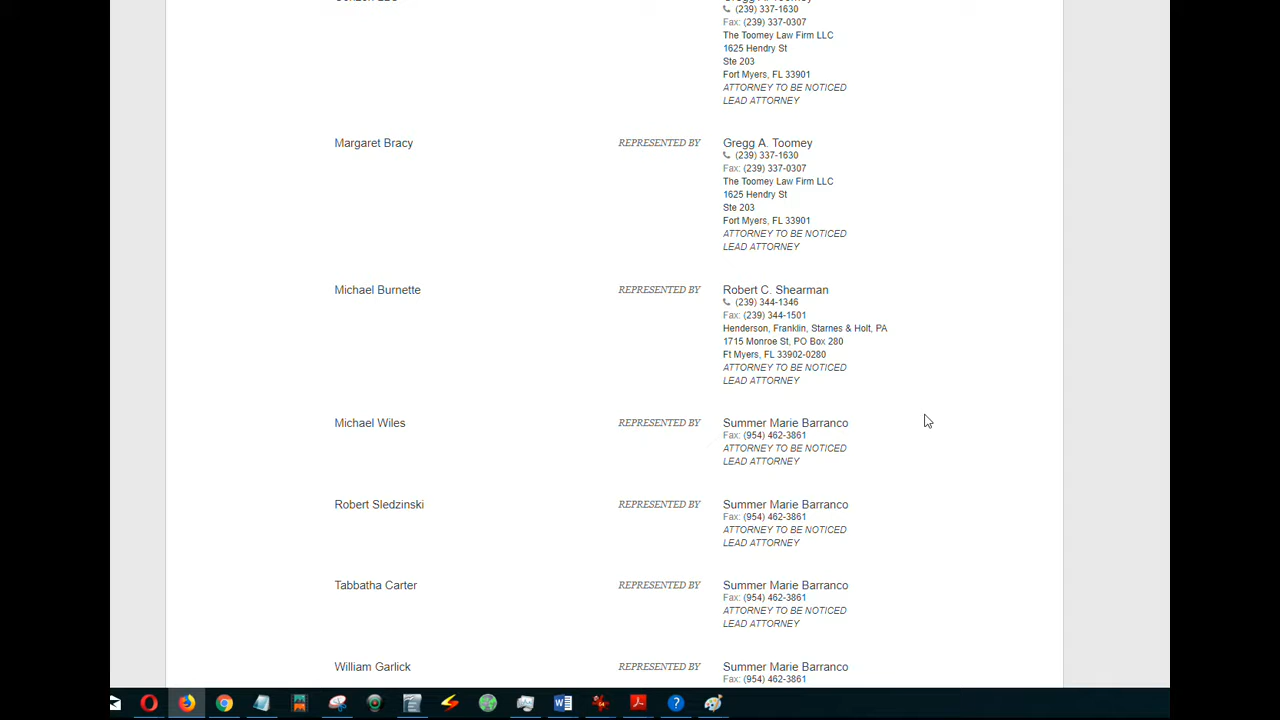 (239) 337-1630
Fax: (239) 337-0307
The Toomey Law Firm LLC
1625 Hendry St
Ste 203
Fort Myers, FL 33901
ATTORNEY TO BE NOTICED
LEAD ATTORNEY
Margaret Bracy REPRESENTED BY Gregg A. Toomey
(239) 337-1630
Fax: (239) 337-0307
The Toomey Law Firm LLC
1625 Hendry St
Ste 203
Fort Myers, FL 33901
ATTORNEY TO BE NOTICED
LEAD ATTORNEY
Michael Burnette REPRESENTED BY Robert C. Shearman
(239) 344-1346
Fax: (239) 344-1501
Henderson, Franklin, Starnes & Holt, PA
1715 Monroe St, PO Box 280
Ft Myers, FL 33902-0280
ATTORNEY TO BE NOTICED
LEAD ATTORNEY
Michael Wiles REPRESENTED BY Summer Marie Barranco
Fax: (954) 462-3861
ATTORNEY TO BE NOTICED
LEAD ATTORNEY
Robert Sledzinski REPRESENTED BY Summer Marie Barranco
Fax: (954) 462-3861
ATTORNEY TO BE NOTICED
LEAD ATTORNEY
Tabbatha Carter REPRESENTED BY Summer Marie Barranco
Fax: (954) 462-3861
ATTORNEY TO BE NOTICED
LEAD ATTORNEY
William Garlick REPRESENTED BY Summer Marie Barranco
Fax: (954) 462-3861